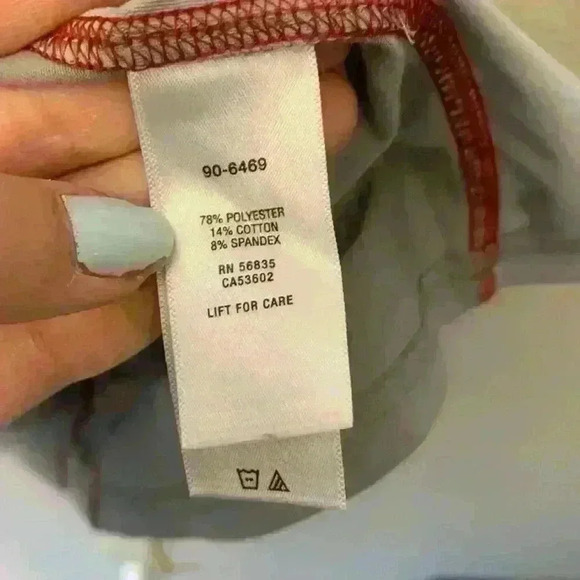 90-6469
78% POLYESTER
14% COTTON
8% SPANDEX
RN 56835
CA53602
LIFT FOR CARE